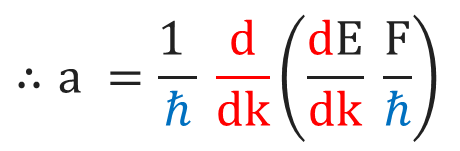 ∴ a = 1/ħ d/dk (dE/dk F/ħ)